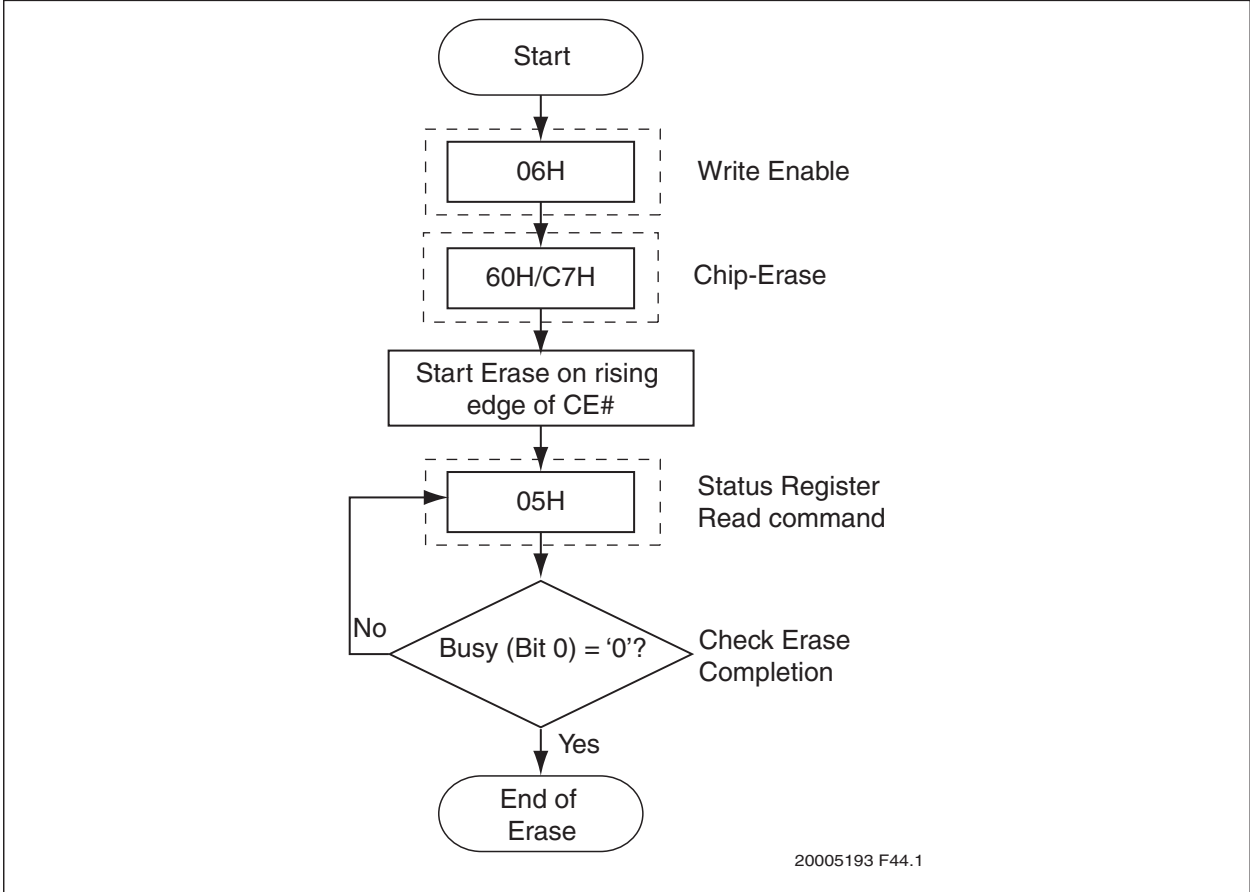 Start
06H
Write Enable
60H/C7H
Chip-Erase
Start Erase on rising
edge of CE#
05H
Status Register
Read command
No
Busy (Bit 0) = ‘0’?
Check Erase
Completion
Yes
End of
Erase
20005193 F44.1